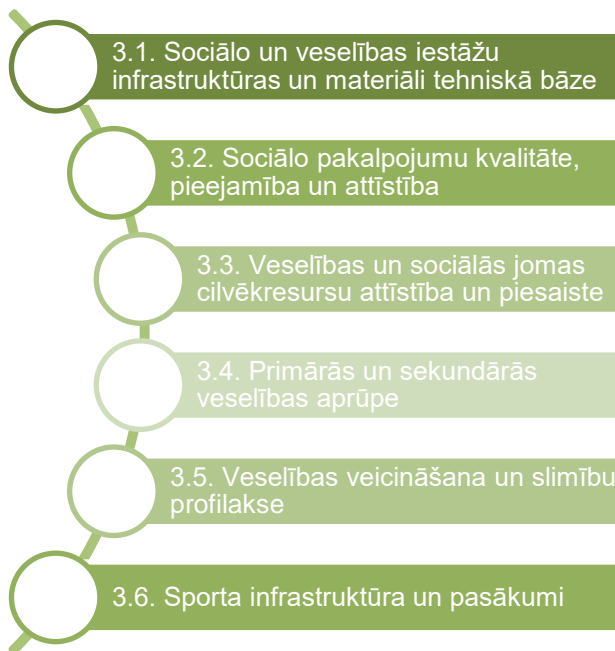 3.1. Sociālo un veselības iestāžu
infrastruktūras un materiāli tehniskā bāze
3.2. Sociālo pakalpojumu kvalitāte,
pieejamība un attīstība
3.3. Veselības un sociālās jomas
cilvēkresursu attīstība un piesaiste
3.4. Primārās un sekundārās
veselības aprūpe
3.5. Veselības veicināšana un slimību
profilakse
3.6. Sporta infrastruktūra un pasākumi